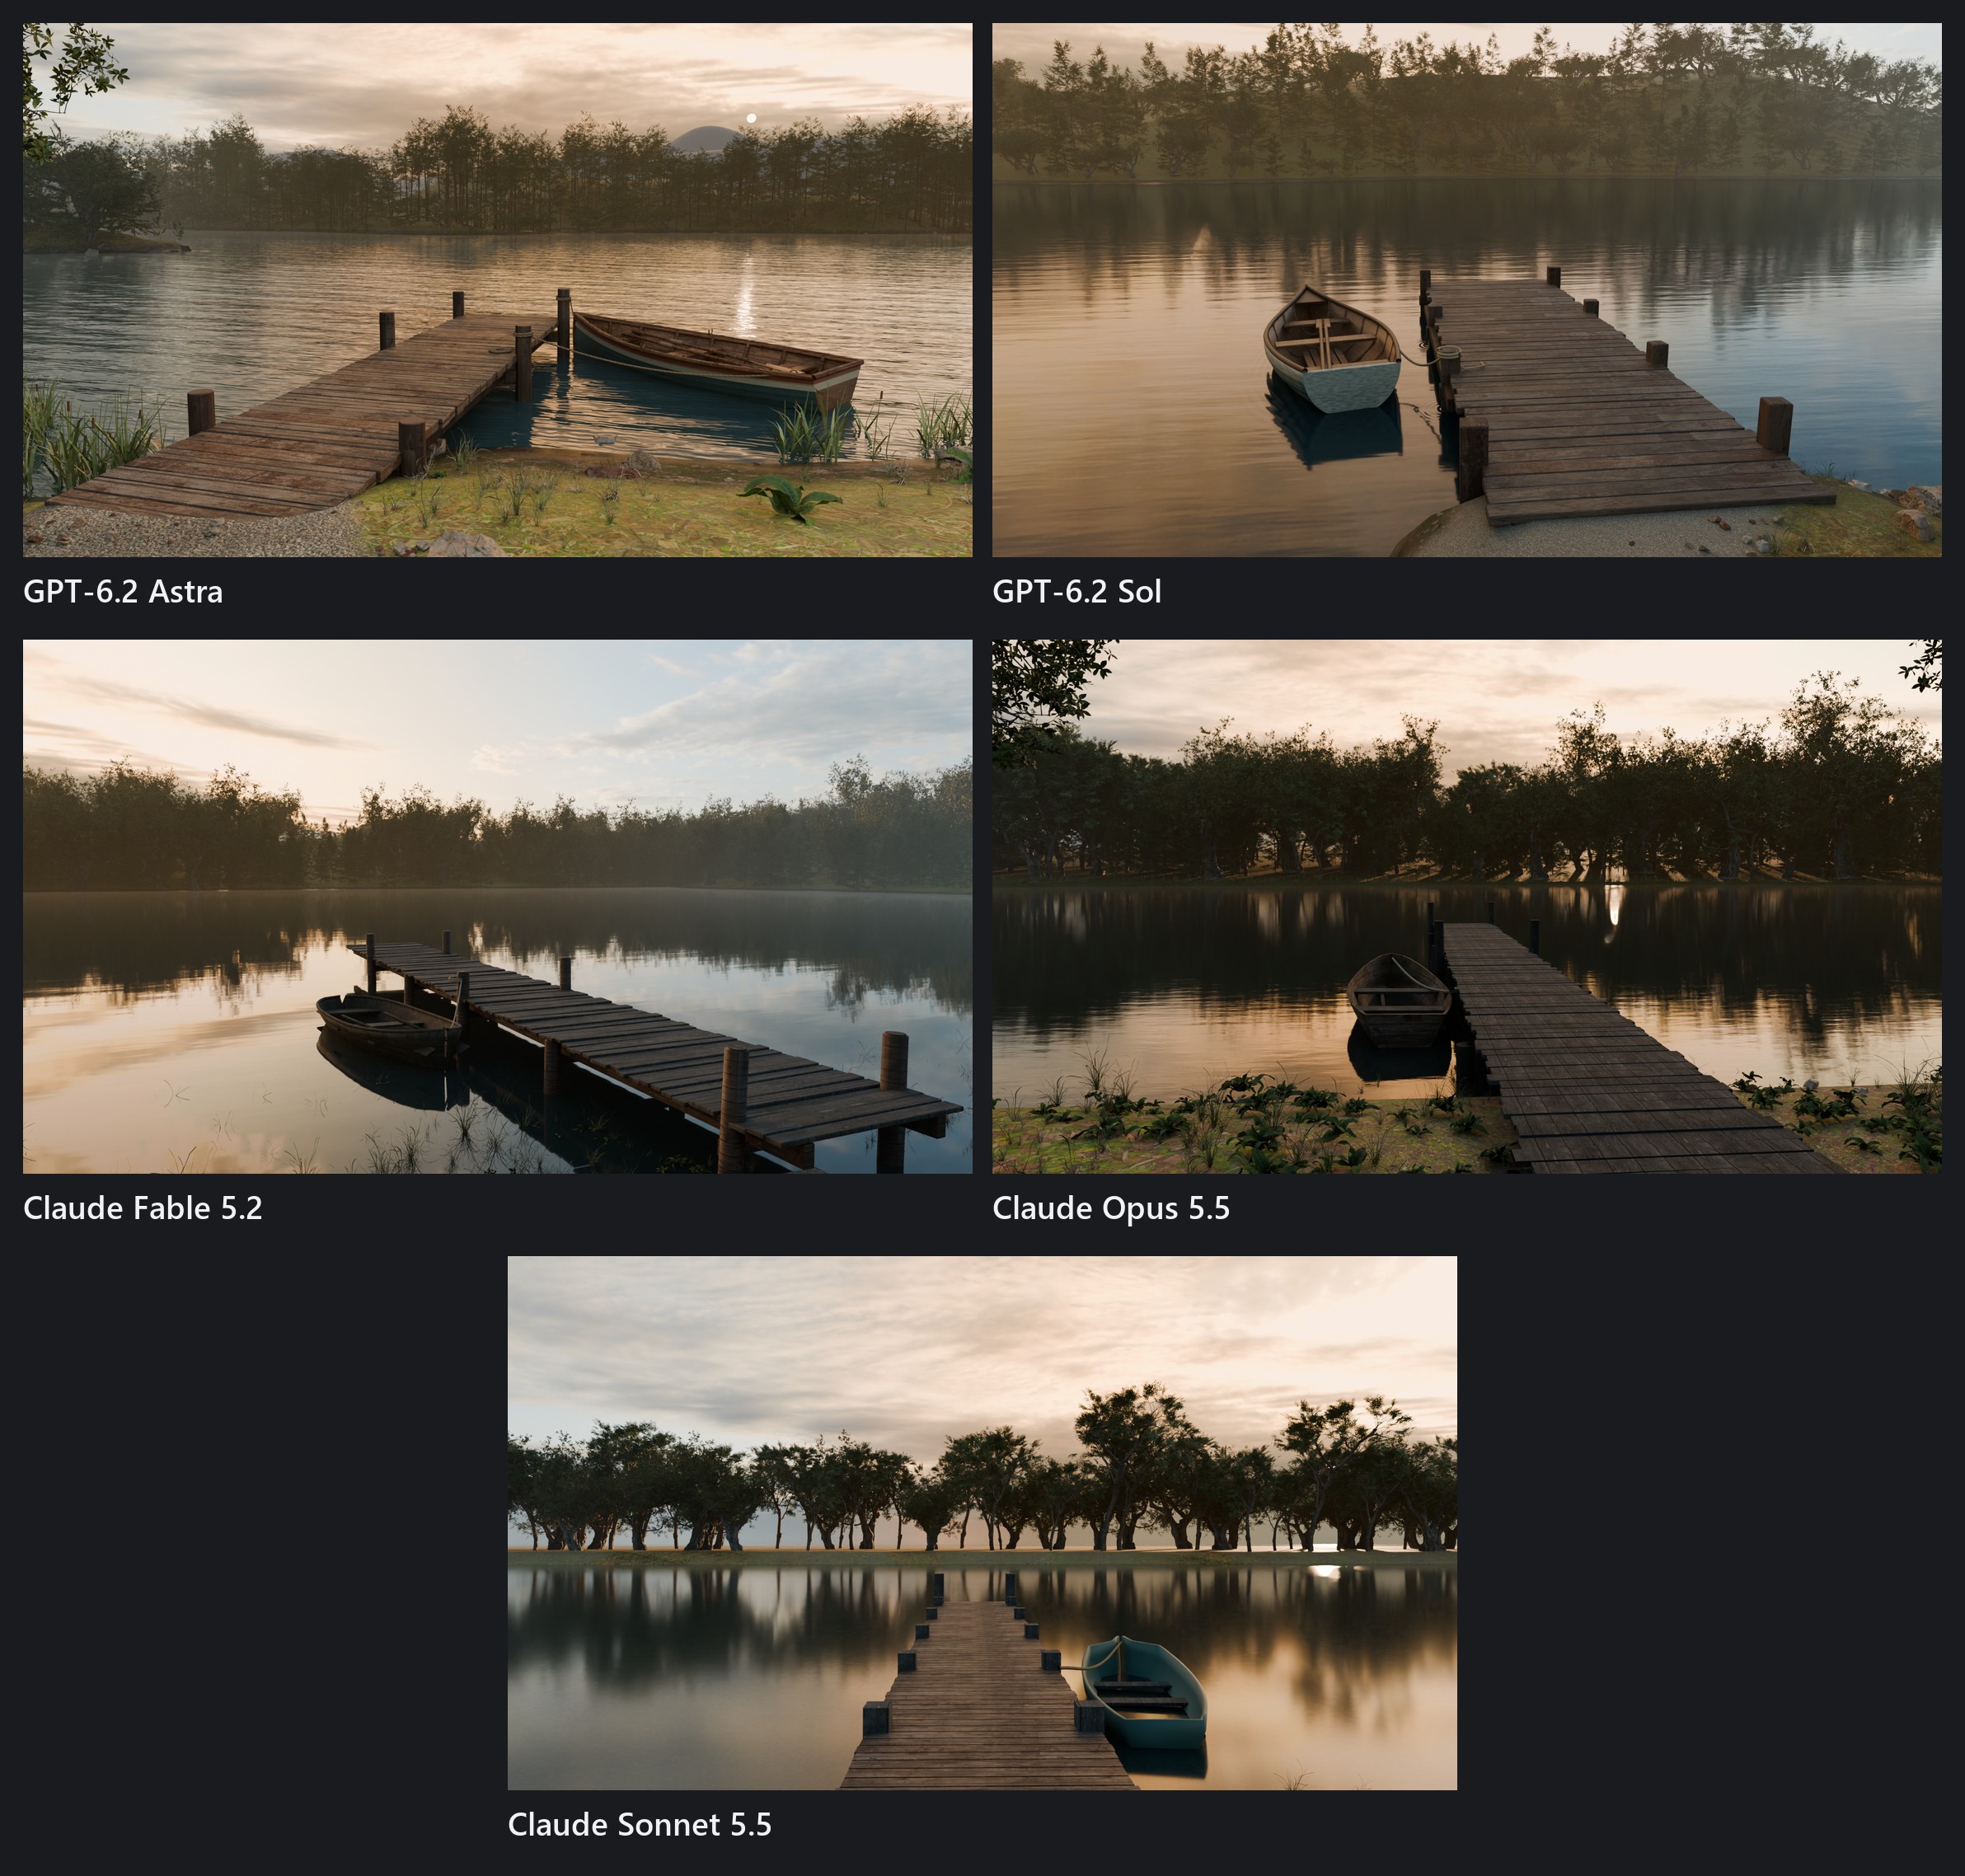 GPT-6.2 Astra
GPT-6.2 Sol
Claude Fable 5.2
Claude Opus 5.5
Claude Sonnet 5.5